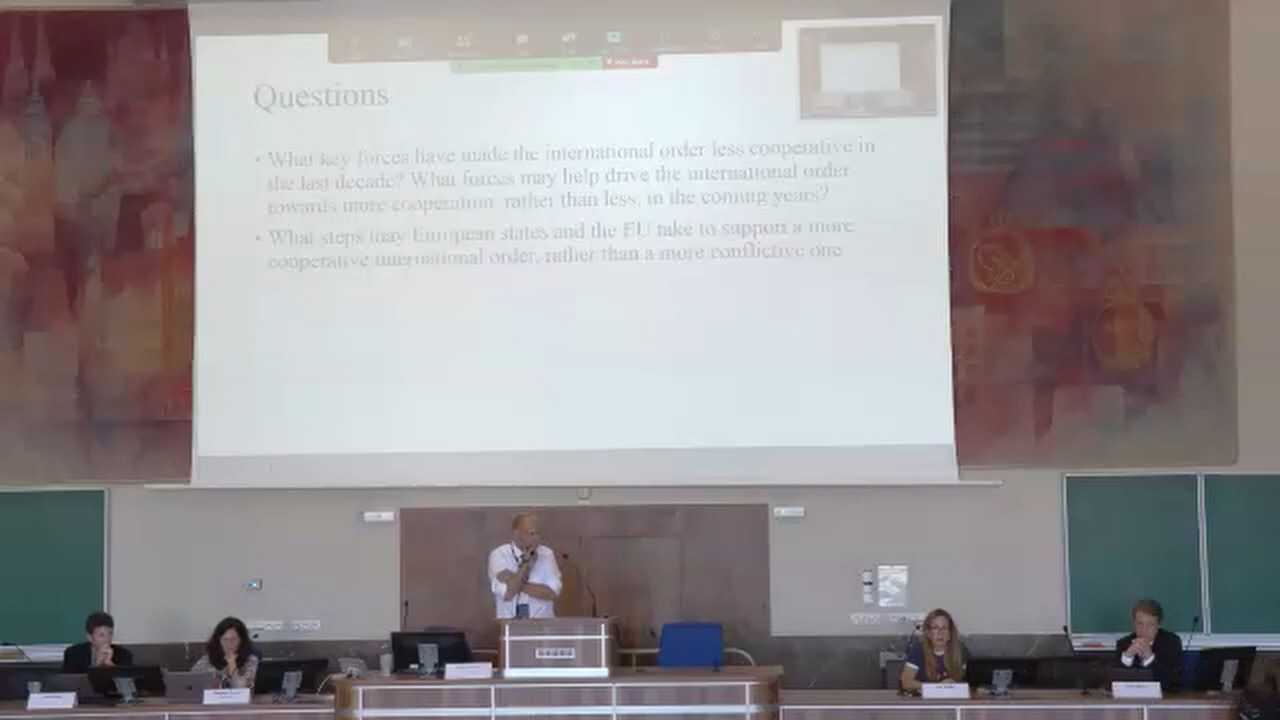 Questions
• What key forces have made the international order less cooperative in
the last decade? What forces may help drive the international order
towards more cooperation, rather than less, in the coming years?
• What steps may European states and the EU take to support a more
cooperative international order, rather than a more conflictive one